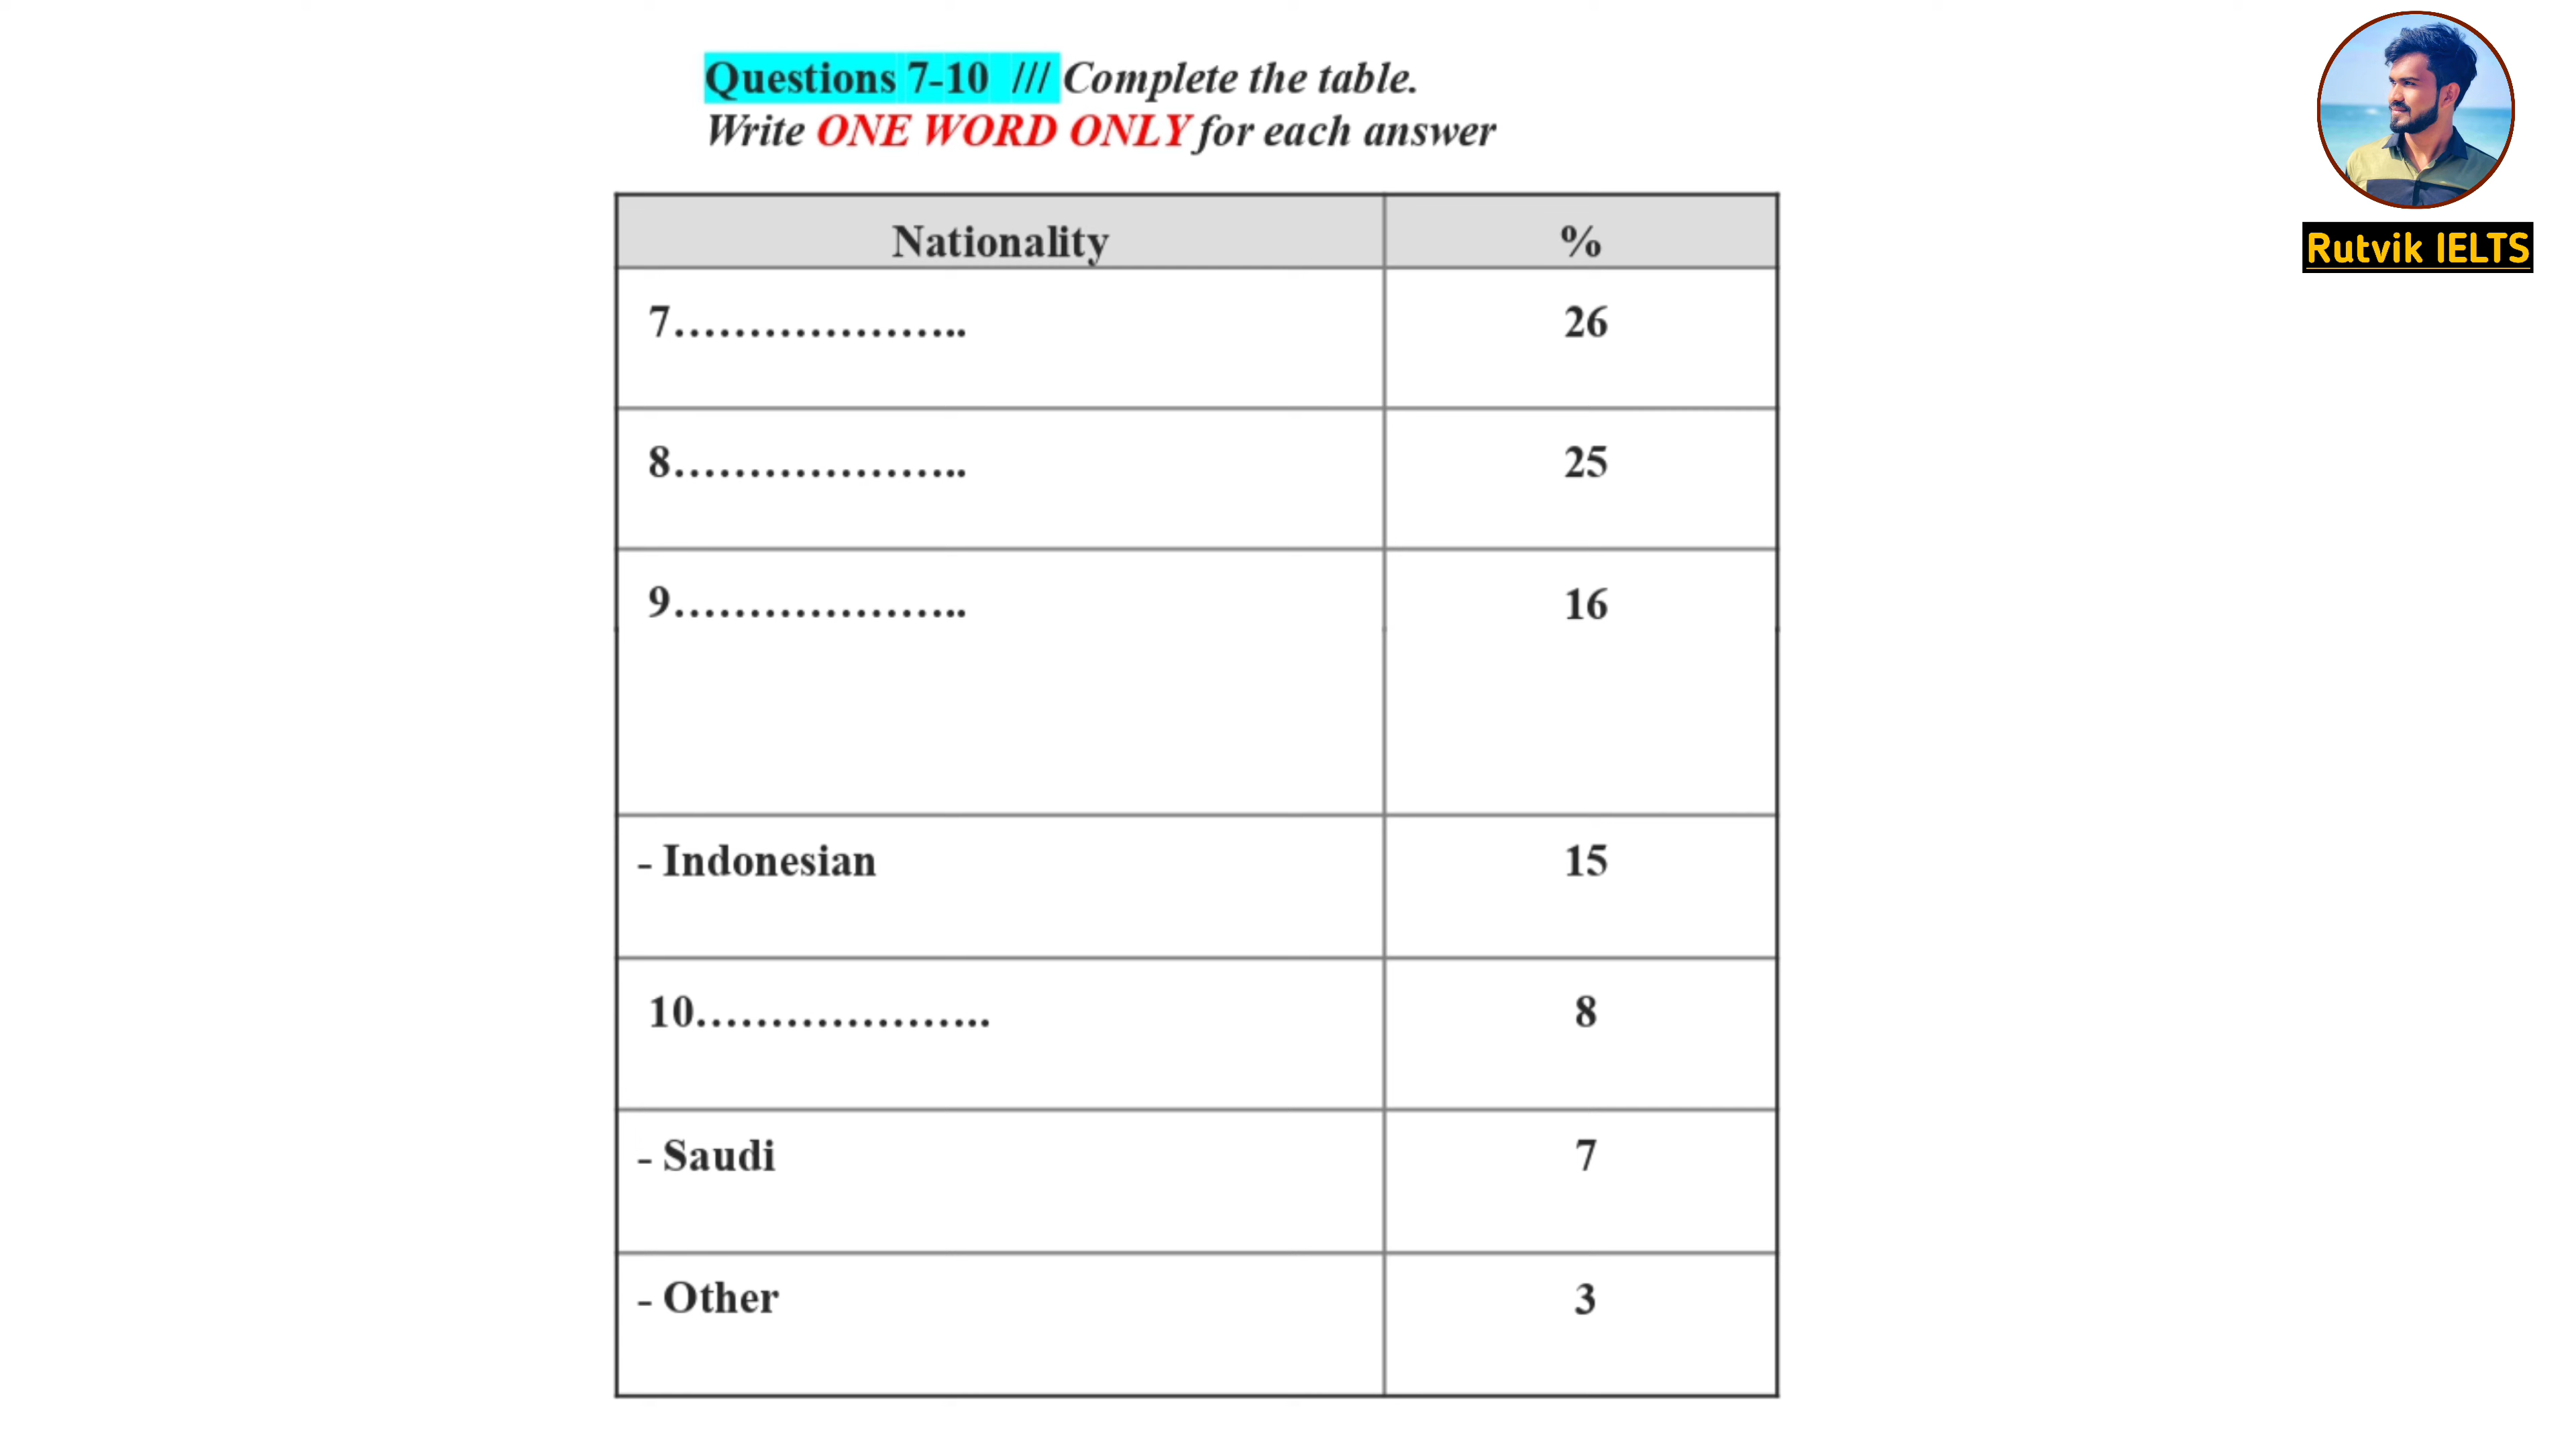 Questions 7-10 /// Complete the table.
Write ONE WORD ONLY for each answer
Rutvik IELTS
Nationality %
7……………….. 26
8……………….. 25
9……………….. 16
- Indonesian 15
10……………….. 8
- Saudi 7
- Other 3